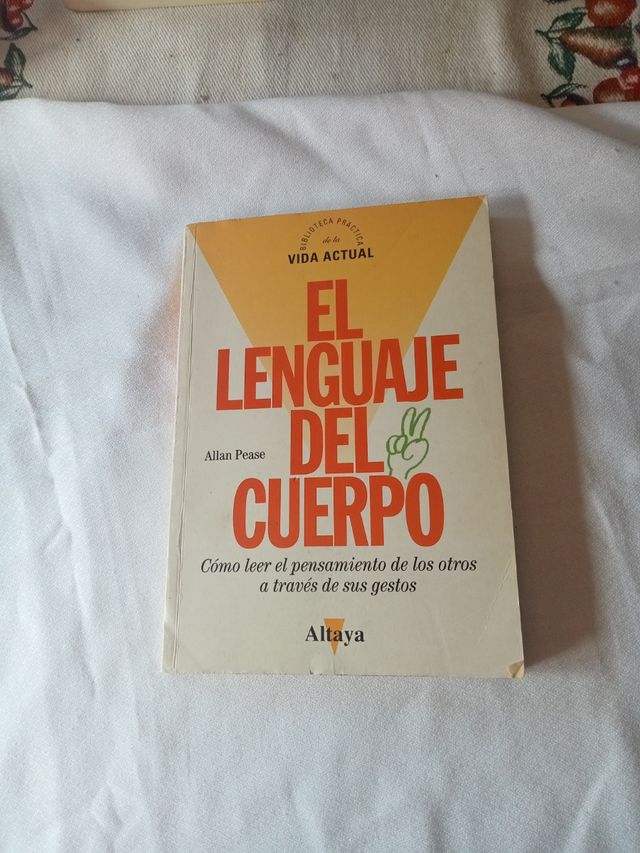 BIBLIOTECA PRÁCTICA
de la
VIDA ACTUAL
EL
LENGUAJE
DEL
Allan Pease
CUERPO
Cómo leer el pensamiento de los otros
a través de sus gestos
Altaya